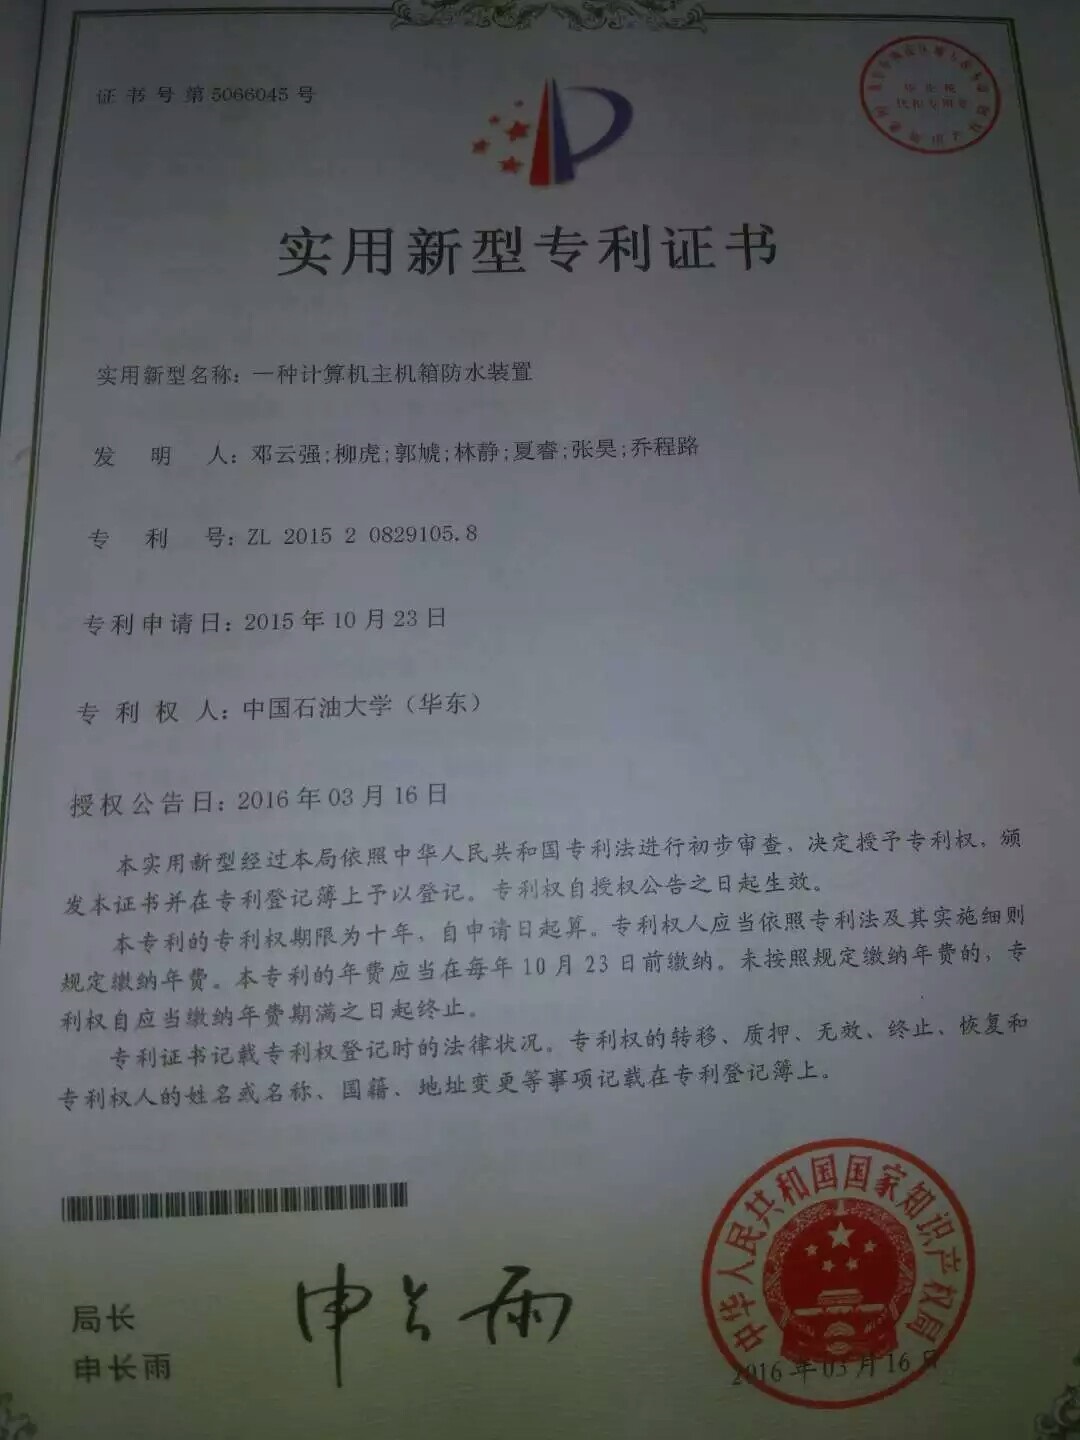 证书号第5066045号
实用新型专利证书
实用新型名称：一种计算机主机箱防水装置
发明人：邓云强;柳虎;郭虓;林静;夏睿;张昊;乔程路
专利号：ZL 2015 2 0829105.8
专利申请日：2015年10月23日
专利权人：中国石油大学（华东）
授权公告日：2016年03月16日
本实用新型经过本局依照中华人民共和国专利法进行初步审查，决定授予专利权，颁
发本证书并在专利登记簿上予以登记。专利权自授权公告之日起生效。
本专利的专利权期限为十年，自申请日起算。专利权人应当依照专利法及其实施细则
规定缴纳年费。本专利的年费应当在每年10月23日前缴纳。未按照规定缴纳年费的，专
利权自应当缴纳年费期满之日起终止。
专利证书记载专利权登记时的法律状况。专利权的转移、质押、无效、终止、恢复和
专利权人的姓名或名称、国籍、地址变更等事项记载在专利登记簿上。
中华人民共和国国家知识产权局
局长
申长雨
申长雨
2016年03月16日